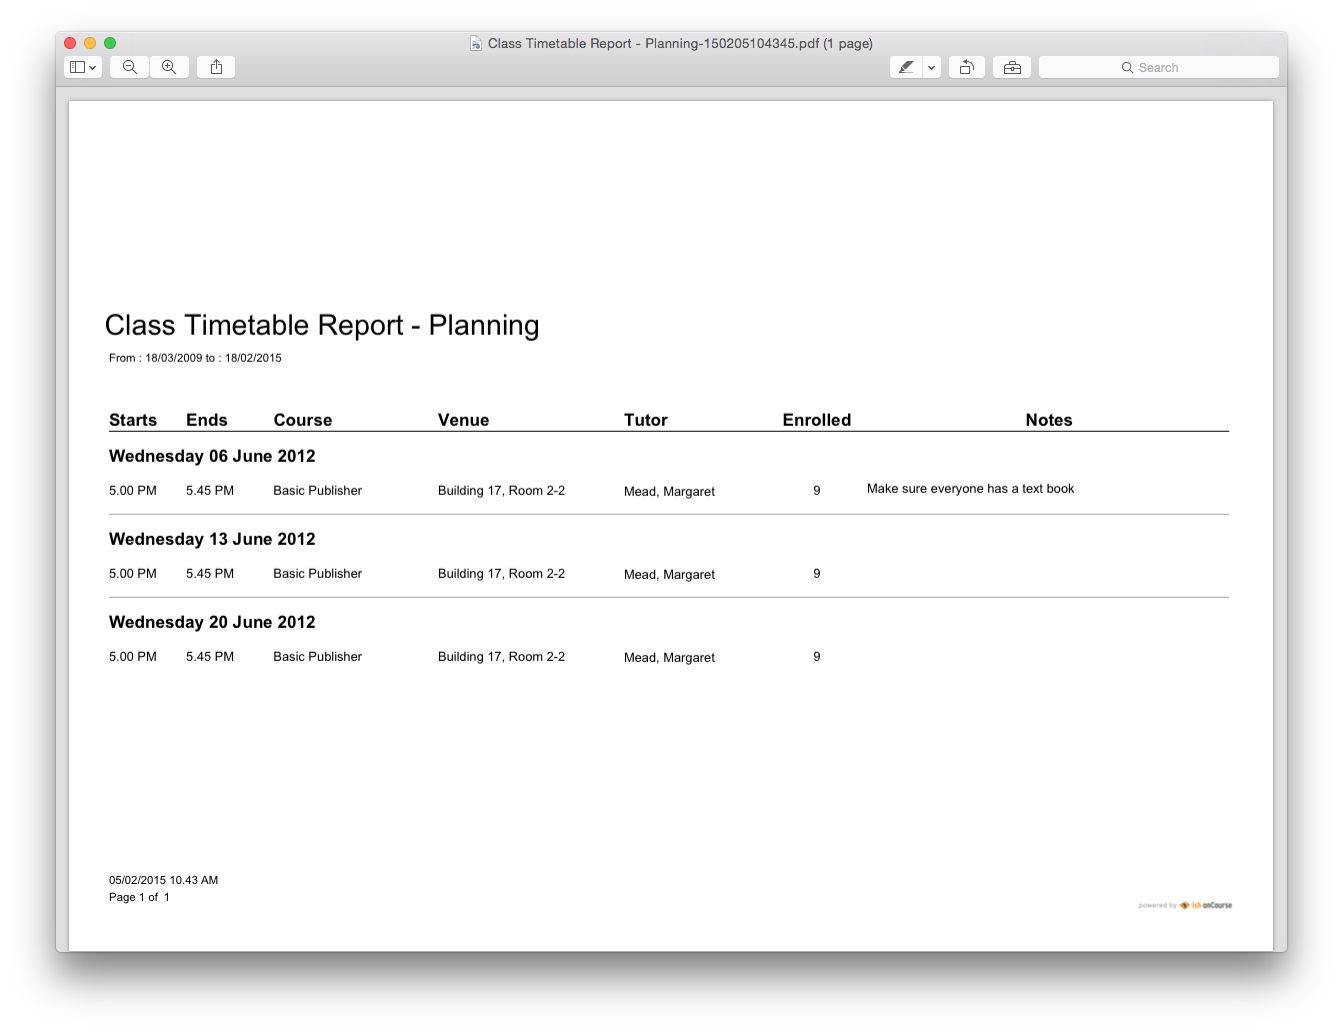 Class Timetable Report - Planning-150205104345.pdf (1 page)
Search
Class Timetable Report - Planning
From : 18/03/2009 to : 18/02/2015
Starts Ends Course Venue Tutor Enrolled Notes
Wednesday 06 June 2012
5.00 PM 5.45 PM Basic Publisher Building 17, Room 2-2 Mead, Margaret 9 Make sure everyone has a text book
Wednesday 13 June 2012
5.00 PM 5.45 PM Basic Publisher Building 17, Room 2-2 Mead, Margaret 9
Wednesday 20 June 2012
5.00 PM 5.45 PM Basic Publisher Building 17, Room 2-2 Mead, Margaret 9
05/02/2015 10.43 AM
Page 1 of 1
powered by ish onCourse